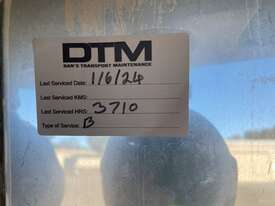 DTM
DAN'S TRANSPORT MAINTENANCE
Last Serviced Date: 1/6/24
Last Serviced KMS:
Last Serviced HRS: 3710
Type of Service: B